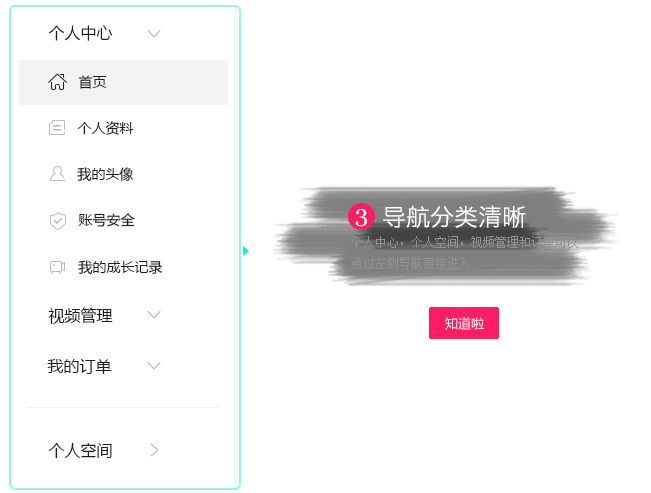 个人中心
首页
个人资料
我的头像
账号安全
我的成长记录
视频管理
我的订单
个人空间
3 导航分类清晰
个人中心，个人空间，视频管理和订单可以
通过左侧导航直接进入
知道啦